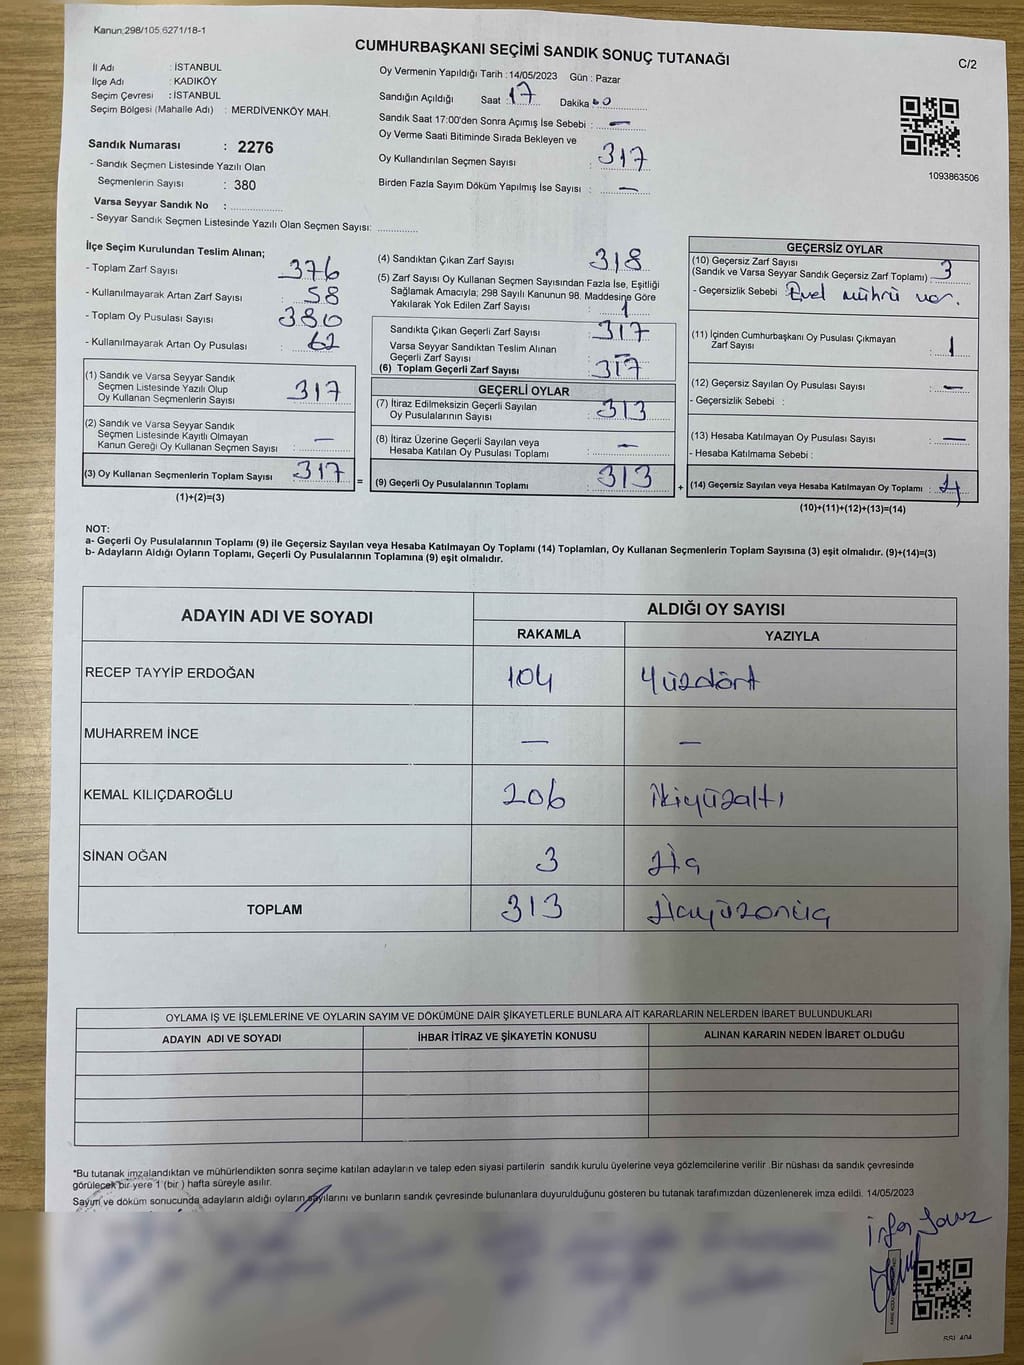 Kanun;298/105,6271/18-1
CUMHURBAŞKANI SEÇİMİ SANDIK SONUÇ TUTANAĞI
C/2
İl Adı : İSTANBUL
İlçe Adı : KADIKÖY
Seçim Çevresi : İSTANBUL
Seçim Bölgesi (Mahalle Adı) : MERDİVENKÖY MAH.
Sandık Numarası : 2276
- Sandık Seçmen Listesinde Yazılı Olan
Seçmenlerin Sayısı : 380
Varsa Seyyar Sandık No :
- Seyyar Sandık Seçmen Listesinde Yazılı Olan Seçmen Sayısı:
Oy Vermenin Yapıldığı Tarih : 14/05/2023 Gün : Pazar
Sandığın Açıldığı Saat : 17 Dakika 00
Sandık Saat 17:00'den Sonra Açımış İse Sebebi : —
Oy Verme Saati Bitiminde Sırada Bekleyen ve
Oy Kullandırılan Seçmen Sayısı : 317
Birden Fazla Sayım Döküm Yapılmış İse Sayısı : —
1093863506
İlçe Seçim Kurulundan Teslim Alınan;
- Toplam Zarf Sayısı : 376
- Kullanılmayarak Artan Zarf Sayısı : 58
- Toplam Oy Pusulası Sayısı : 380
- Kullanılmayarak Artan Oy Pusulası : 62
(1) Sandık ve Varsa Seyyar Sandık
Seçmen Listesinde Yazılı Olup
Oy Kullanan Seçmenlerin Sayısı : 317
(2) Sandık ve Varsa Seyyar Sandık
Seçmen Listesinde Kayıtlı Olmayan
Kanun Gereği Oy Kullanan Seçmen Sayısı : —
(3) Oy Kullanan Seçmenlerin Toplam Sayısı : 317
(1)+(2)=(3)
=
(4) Sandıktan Çıkan Zarf Sayısı : 318
(5) Zarf Sayısı Oy Kullanan Seçmen Sayısından Fazla İse, Eşitliği
Sağlamak Amacıyla; 298 Sayılı Kanunun 98. Maddesine Göre
Yakılarak Yok Edilen Zarf Sayısı : 1
Sandıkta Çıkan Geçerli Zarf Sayısı : 317
Varsa Seyyar Sandıktan Teslim Alınan
Geçerli Zarf Sayısı : —
(6) Toplam Geçerli Zarf Sayısı : 317
GEÇERLİ OYLAR
(7) İtiraz Edilmeksizin Geçerli Sayılan
Oy Pusulalarının Sayısı : 313
(8) İtiraz Üzerine Geçerli Sayılan veya
Hesaba Katılan Oy Pusulası Toplamı : —
(9) Geçerli Oy Pusulalarının Toplamı : 313
+
GEÇERSİZ OYLAR
(10) Geçersiz Zarf Sayısı
(Sandık ve Varsa Seyyar Sandık Geçersiz Zarf Toplamı) : 3
- Geçersizlik Sebebi : Evet mührü var.
(11) İçinden Cumhurbaşkanı Oy Pusulası Çıkmayan
Zarf Sayısı : 1
(12) Geçersiz Sayılan Oy Pusulası Sayısı : —
- Geçersizlik Sebebi :
(13) Hesaba Katılmayan Oy Pusulası Sayısı : —
- Hesaba Katılmama Sebebi :
(14) Geçersiz Sayılan veya Hesaba Katılmayan Oy Toplamı : 4
(10)+(11)+(12)+(13)=(14)
NOT:
a- Geçerli Oy Pusulalarının Toplamı (9) ile Geçersiz Sayılan veya Hesaba Katılmayan Oy Toplamı (14) Toplamları, Oy Kullanan Seçmenlerin Toplam Sayısına (3) eşit olmalıdır. (9)+(14)=(3)
b- Adayların Aldığı Oyların Toplamı, Geçerli Oy Pusulalarının Toplamına (9) eşit olmalıdır.
ADAYIN ADI VE SOYADI
ALDIĞI OY SAYISI
RAKAMLA YAZIYLA
RECEP TAYYİP ERDOĞAN 104 Yüzdört
MUHARREM İNCE — —
KEMAL KILIÇDAROĞLU 206 ikiyüzaltı
SİNAN OĞAN 3 Üç
TOPLAM 313 Üçyüzonüç
OYLAMA İŞ VE İŞLEMLERİNE VE OYLARIN SAYIM VE DÖKÜMÜNE DAİR ŞİKAYETLERLE BUNLARA AİT KARARLARIN NELERDEN İBARET BULUNDUKLARI
ADAYIN ADI VE SOYADI İHBAR İTİRAZ VE ŞİKAYETİN KONUSU ALINAN KARARIN NEDEN İBARET OLDUĞU
*Bu tutanak imzalandıktan ve mühürlendikten sonra seçime katılan adayların ve talep eden siyasi partilerin sandık kurulu üyelerine veya gözlemcilerine verilir .Bir nüshası da sandık çevresinde
görülecek bir yere 1 (bir ) hafta süreyle asılır.
Sayım ve döküm sonucunda adayların aldığı oyların sayılarını ve bunların sandık çevresinde bulunanlara duyurulduğunu gösteren bu tutanak tarafımızdan düzenlenerek imza edildi. 14/05/2023